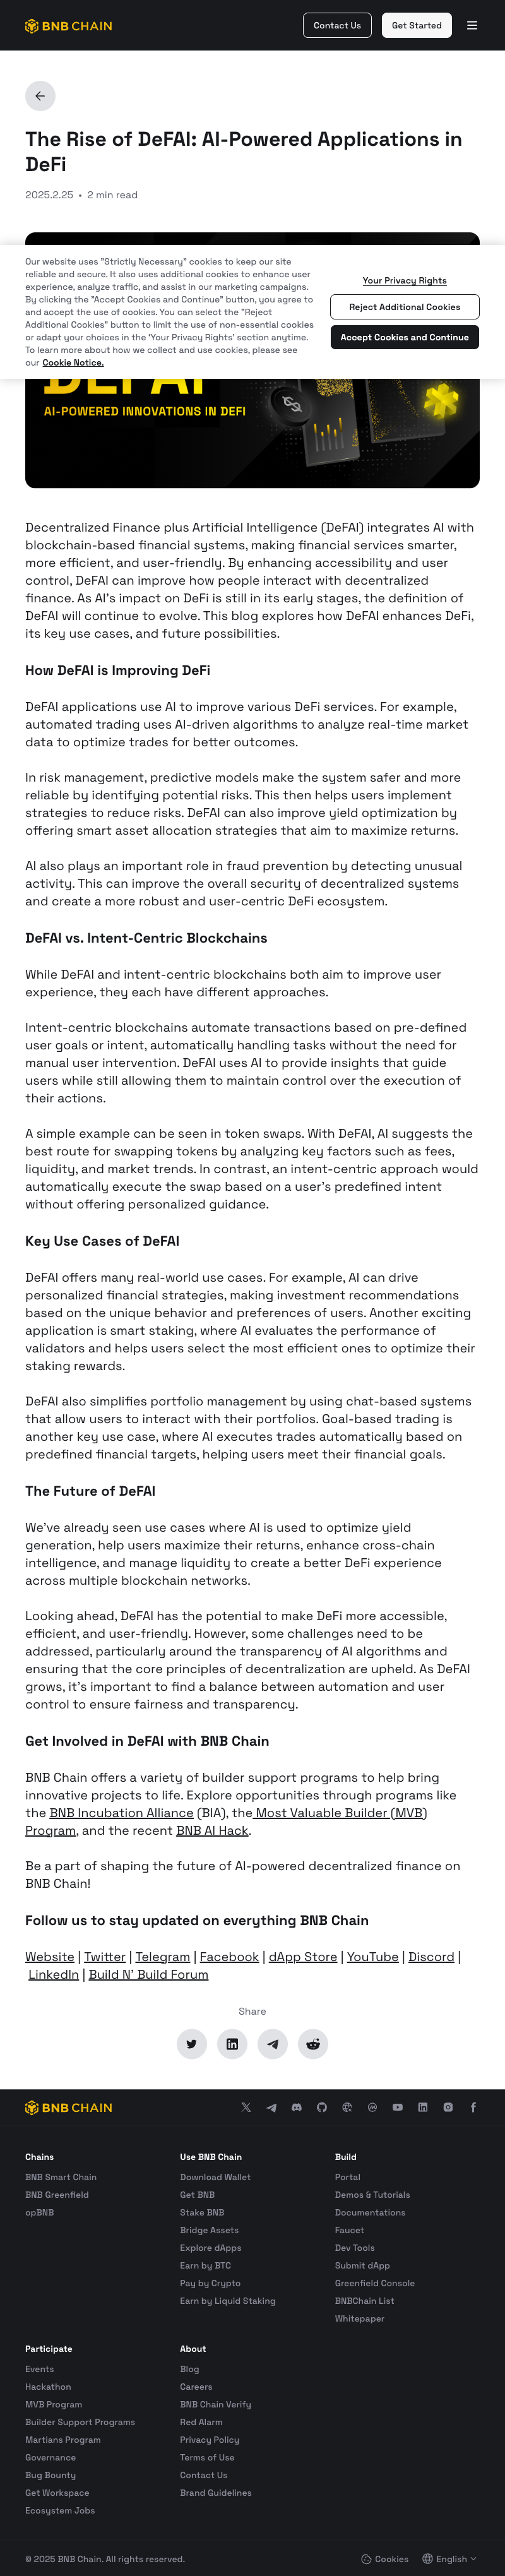 BNB CHAIN
Contact Us
Get Started
The Rise of DeFAI: AI-Powered Applications in
DeFi
2025.2.25 • 2 min read
Our website uses "Strictly Necessary" cookies to keep our site
reliable and secure. It also uses additional cookies to enhance user
experience, analyze traffic, and assist in our marketing campaigns.
By clicking the "Accept Cookies and Continue" button, you agree to
and accept the use of our cookies. You can select the "Reject
Additional Cookies" button to limit the use of non-essential cookies
or adapt your choices in the 'Your Privacy Rights' section anytime.
To learn more about how we collect and use cookies, please see
our Cookie Notice.
Your Privacy Rights
Reject Additional Cookies
Accept Cookies and Continue
DEFAI
AI-POWERED INNOVATIONS IN DEFI
Decentralized Finance plus Artificial Intelligence (DeFAI) integrates AI with
blockchain-based financial systems, making financial services smarter,
more efficient, and user-friendly. By enhancing accessibility and user
control, DeFAI can improve how people interact with decentralized
finance. As AI's impact on DeFi is still in its early stages, the definition of
DeFAI will continue to evolve. This blog explores how DeFAI enhances DeFi,
its key use cases, and future possibilities.
How DeFAI is Improving DeFi
DeFAI applications use AI to improve various DeFi services. For example,
automated trading uses AI-driven algorithms to analyze real-time market
data to optimize trades for better outcomes.
In risk management, predictive models make the system safer and more
reliable by identifying potential risks. This then helps users implement
strategies to reduce risks. DeFAI can also improve yield optimization by
offering smart asset allocation strategies that aim to maximize returns.
AI also plays an important role in fraud prevention by detecting unusual
activity. This can improve the overall security of decentralized systems
and create a more robust and user-centric DeFi ecosystem.
DeFAI vs. Intent-Centric Blockchains
While DeFAI and intent-centric blockchains both aim to improve user
experience, they each have different approaches.
Intent-centric blockchains automate transactions based on pre-defined
user goals or intent, automatically handling tasks without the need for
manual user intervention. DeFAI uses AI to provide insights that guide
users while still allowing them to maintain control over the execution of
their actions.
A simple example can be seen in token swaps. With DeFAI, AI suggests the
best route for swapping tokens by analyzing key factors such as fees,
liquidity, and market trends. In contrast, an intent-centric approach would
automatically execute the swap based on a user's predefined intent
without offering personalized guidance.
Key Use Cases of DeFAI
DeFAI offers many real-world use cases. For example, AI can drive
personalized financial strategies, making investment recommendations
based on the unique behavior and preferences of users. Another exciting
application is smart staking, where AI evaluates the performance of
validators and helps users select the most efficient ones to optimize their
staking rewards.
DeFAI also simplifies portfolio management by using chat-based systems
that allow users to interact with their portfolios. Goal-based trading is
another key use case, where AI executes trades automatically based on
predefined financial targets, helping users meet their financial goals.
The Future of DeFAI
We've already seen use cases where AI is used to optimize yield
generation, help users maximize their returns, enhance cross-chain
intelligence, and manage liquidity to create a better DeFi experience
across multiple blockchain networks.
Looking ahead, DeFAI has the potential to make DeFi more accessible,
efficient, and user-friendly. However, some challenges need to be
addressed, particularly around the transparency of AI algorithms and
ensuring that the core principles of decentralization are upheld. As DeFAI
grows, it's important to find a balance between automation and user
control to ensure fairness and transparency.
Get Involved in DeFAI with BNB Chain
BNB Chain offers a variety of builder support programs to help bring
innovative projects to life. Explore opportunities through programs like
the BNB Incubation Alliance (BIA), the Most Valuable Builder (MVB)
Program, and the recent BNB AI Hack.
Be a part of shaping the future of AI-powered decentralized finance on
BNB Chain!
Follow us to stay updated on everything BNB Chain
Website | Twitter | Telegram | Facebook | dApp Store | YouTube | Discord |
LinkedIn | Build N' Build Forum
Share
BNB CHAIN
Chains
BNB Smart Chain
BNB Greenfield
opBNB
Use BNB Chain
Download Wallet
Get BNB
Stake BNB
Bridge Assets
Explore dApps
Earn by BTC
Pay by Crypto
Earn by Liquid Staking
Build
Portal
Demos & Tutorials
Documentations
Faucet
Dev Tools
Submit dApp
Greenfield Console
BNBChain List
Whitepaper
Participate
Events
Hackathon
MVB Program
Builder Support Programs
Martians Program
Governance
Bug Bounty
Get Workspace
Ecosystem Jobs
About
Blog
Careers
BNB Chain Verify
Red Alarm
Privacy Policy
Terms of Use
Contact Us
Brand Guidelines
© 2025 BNB Chain. All rights reserved.
Cookies
English